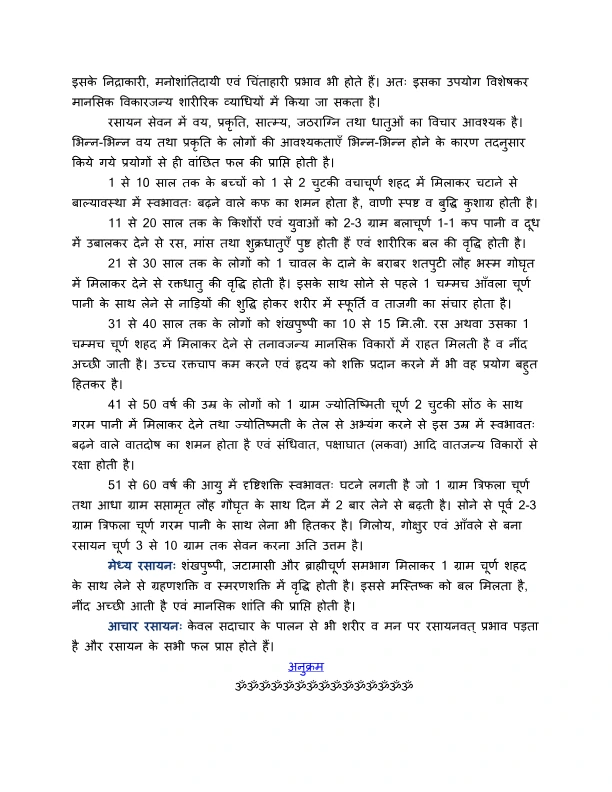 इसके निद्राकारी, मनोशांतिदायी एवं चिंताहारी प्रभाव भी होते हैं। अतः इसका उपयोग विशेषकर
मानसिक विकारजन्य शारीरिक व्याधियों में किया जा सकता है।
रसायन सेवन में वय, प्रकृति, सात्म्य, जठराग्नि तथा धातुओं का विचार आवश्यक है।
भिन्न-भिन्न वय तथा प्रकृति के लोगों की आवश्यकताएँ भिन्न-भिन्न होने के कारण तदनुसार
किये गये प्रयोगों से ही वांछित फल की प्राप्ति होती है।
1 से 10 साल तक के बच्चों को 1 से 2 चुटकी वचाचूर्ण शहद में मिलाकर चटाने से
बाल्यावस्था में स्वभावतः बढ़ने वाले कफ का शमन होता है, वाणी स्पष्ट व बुद्धि कुशाग्र होती है।
11 से 20 साल तक के किशोंरों एवं युवाओं को 2-3 ग्राम बलाचूर्ण 1-1 कप पानी व दूध
में उबालकर देने से रस, मांस तथा शुक्रधातुएँ पुष्ट होती हैं एवं शारीरिक बल की वृद्धि होती है।
21 से 30 साल तक के लोगों को 1 चावल के दाने के बराबर शतपुटी लौह भस्म गोघृत
में मिलाकर देने से रक्तधातु की वृद्धि होती है। इसके साथ सोने से पहले 1 चम्मच आँवला चूर्ण
पानी के साथ लेने से नाड़ियों की शुद्धि होकर शरीर में स्फूर्ति व ताजगी का संचार होता है।
31 से 40 साल तक के लोगों को शंखपुष्पी का 10 से 15 मि.ली. रस अथवा उसका 1
चम्मच चूर्ण शहद में मिलाकर देने से तनावजन्य मानसिक विकारों में राहत मिलती है व नींद
अच्छी जाती है। उच्च रक्तचाप कम करने एवं हृदय को शक्ति प्रदान करने में भी वह प्रयोग बहुत
हितकर है।
41 से 50 वर्ष की उम्र के लोगों को 1 ग्राम ज्योतिष्मिती चूर्ण 2 चुटकी सोंठ के साथ
गरम पानी में मिलाकर देने तथा ज्योतिष्मती के तेल से अभ्यंग करने से इस उम्र में स्वभावतः
बढ़ने वाले वातदोष का शमन होता है एवं संधिवात, पक्षाघात (लकवा) आदि वातजन्य विकारों से
रक्षा होती है।
51 से 60 वर्ष की आयु में दृष्टिशक्ति स्वभावतः घटने लगती है जो 1 ग्राम त्रिफला चूर्ण
तथा आधा ग्राम सप्तामृत लौह गौघृत के साथ दिन में 2 बार लेने से बढ़ती है। सोने से पूर्व 2-3
ग्राम त्रिफला चूर्ण गरम पानी के साथ लेना भी हितकर है। गिलोय, गोक्षुर एवं आँवले से बना
रसायन चूर्ण 3 से 10 ग्राम तक सेवन करना अति उत्तम है।
मेध्य रसायनः शंखपुष्पी, जटामासी और ब्राह्मीचूर्ण समभाग मिलाकर 1 ग्राम चूर्ण शहद
के साथ लेने से ग्रहणशक्ति व स्मरणशक्ति में वृद्धि होती है। इससे मस्तिष्क को बल मिलता है,
नींद अच्छी आती है एवं मानसिक शांति की प्राप्ति होती है।
आचार रसायनः केवल सदाचार के पालन से भी शरीर व मन पर रसायनवत् प्रभाव पड़ता
है और रसायन के सभी फल प्राप्त होते हैं।
अनुक्रम
ॐॐॐॐॐॐॐॐॐॐॐॐॐॐॐ